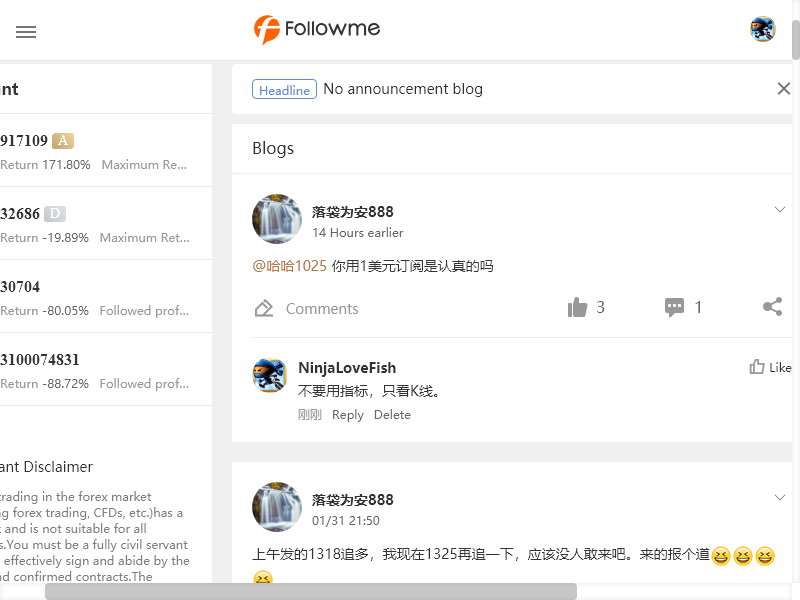 Followme
nt
917109 A
Return 171.80% Maximum Re...
32686 D
Return -19.89% Maximum Ret...
30704
Return -80.05% Followed prof...
3100074831
Return -88.72% Followed prof...
ant Disclaimer
trading in the forex market
g forex trading, CFDs, etc.)has a
and is not suitable for all
s.You must be a fully civil servant
effectively sign and abide by the
nd confirmed contracts.The
Headline No announcement blog
Blogs
落袋为安888
14 Hours earlier
@哈哈1025 你用1美元订阅是认真的吗
Comments 3 1
NinjaLoveFish Like
不要用指标，只看K线。
刚刚 Reply Delete
落袋为安888
01/31 21:50
上午发的1318追多，我现在1325再追一下，应该没人敢来吧。来的报个道😆😆😆
😆